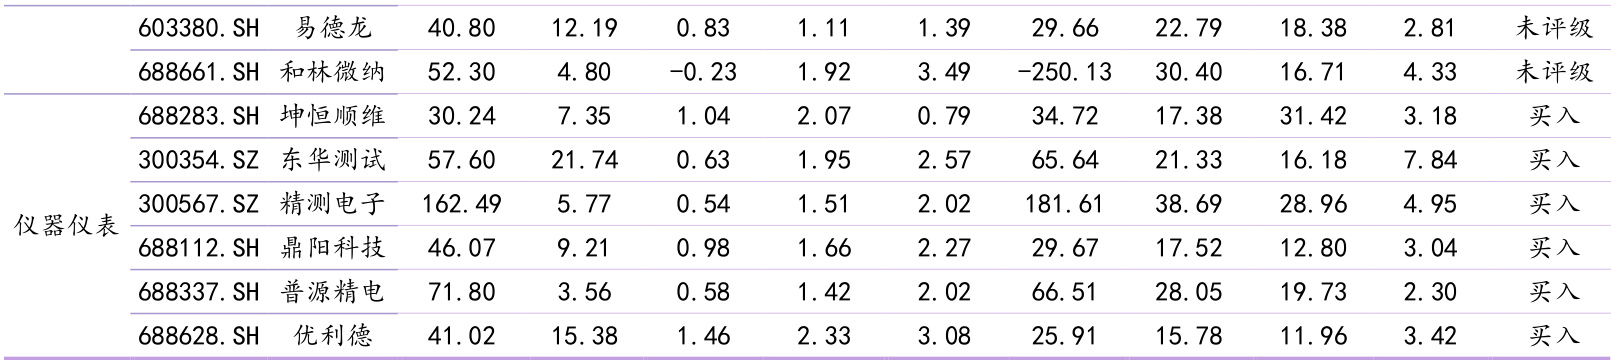 603380.SH 易德龙 40.80 12.19 0.83 1.11 1.39 29.66 22.79 18.38 2.81 未评级
688661.SH 和林微纳 52.30 4.80 -0.23 1.92 3.49 -250.13 30.40 16.71 4.33 未评级
688283.SH 坤恒顺维 30.24 7.35 1.04 2.07 0.79 34.72 17.38 31.42 3.18 买入
300354.SZ 东华测试 57.60 21.74 0.63 1.95 2.57 65.64 21.33 16.18 7.84 买入
仪器仪表 300567.SZ 精测电子 162.49 5.77 0.54 1.51 2.02 181.61 38.69 28.96 4.95 买入
688112.SH 鼎阳科技 46.07 9.21 0.98 1.66 2.27 29.67 17.52 12.80 3.04 买入
688337.SH 普源精电 71.80 3.56 0.58 1.42 2.02 66.51 28.05 19.73 2.30 买入
688628.SH 优利德 41.02 15.38 1.46 2.33 3.08 25.91 15.78 11.96 3.42 买入